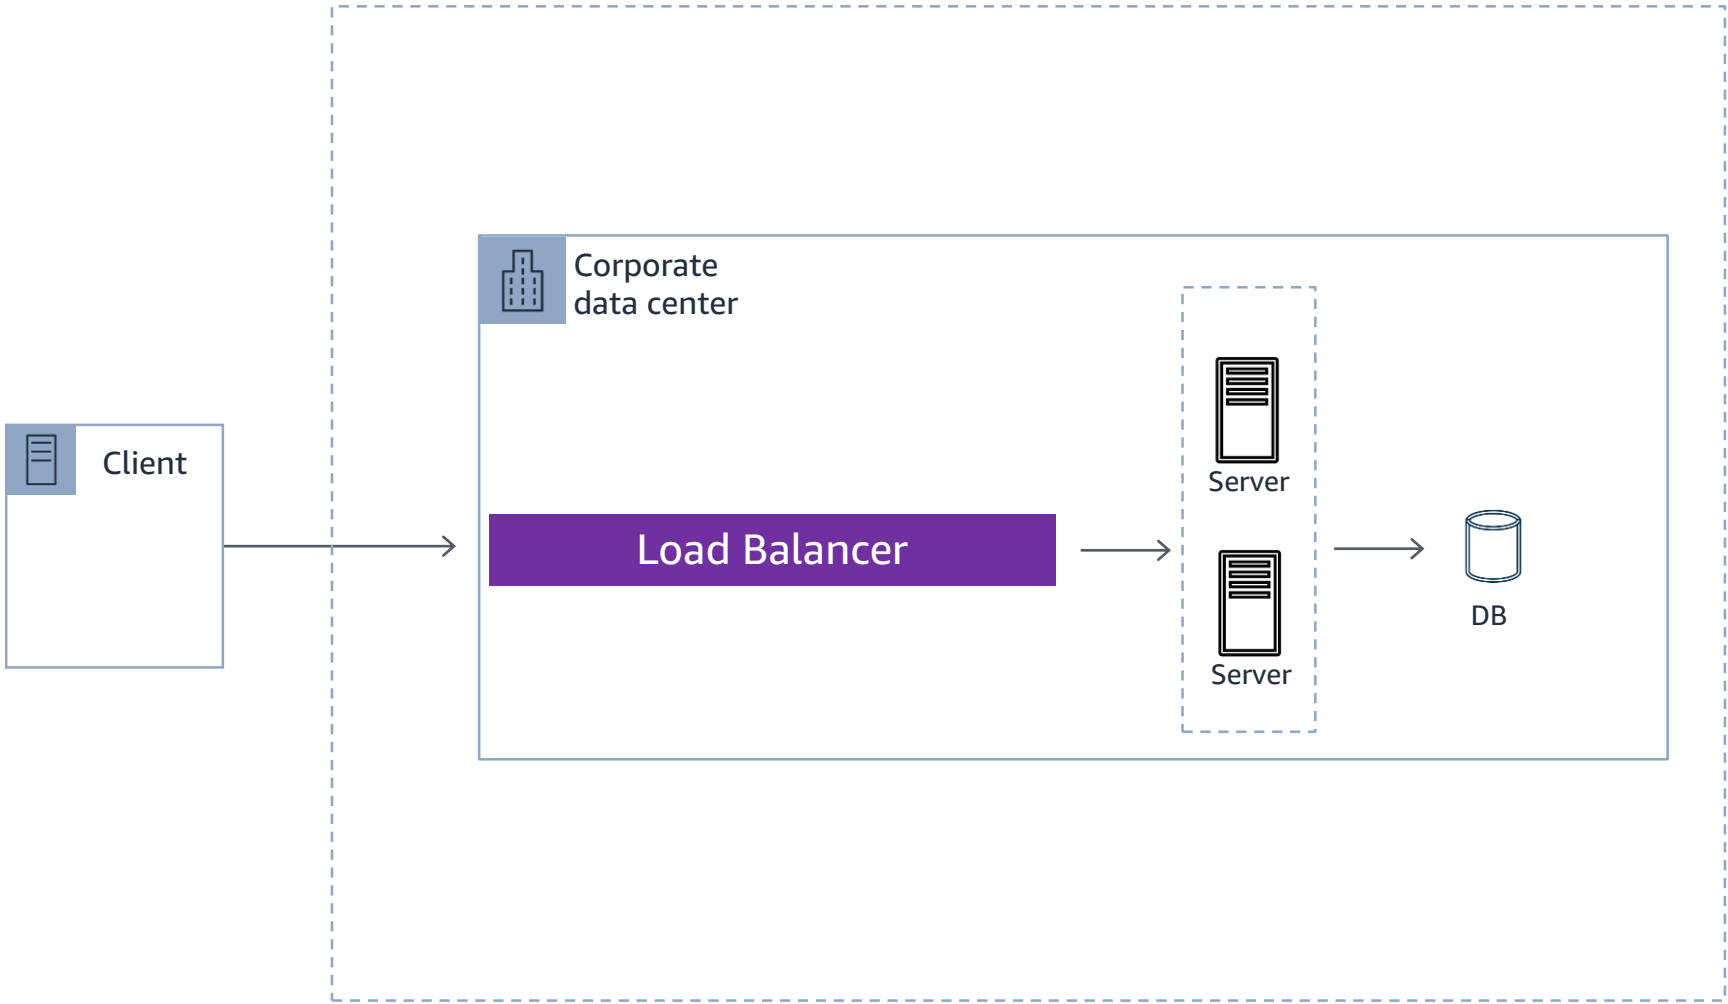 Corporate
data center
Client
Server
Load Balancer
DB
Server